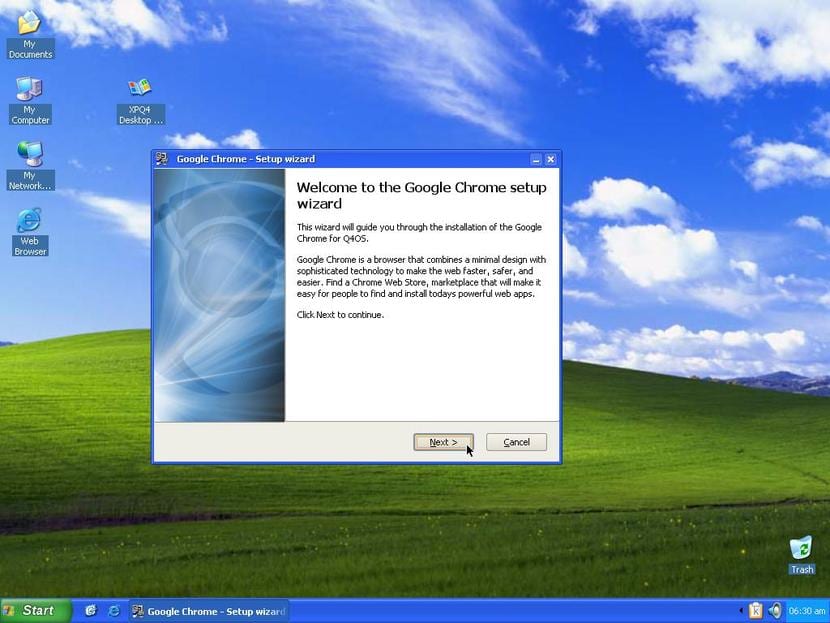 My
Documents
My
Computer
XPQ4
Desktop ...
My
Network...
Web
Browser
Google Chrome - Setup wizard
Welcome to the Google Chrome setup
wizard
This wizard will guide you through the installation of the Google
Chrome for Q4OS.
Google Chrome is a browser that combines a minimal design with
sophisticated technology to make the web faster, safer, and
easier. Find a Chrome Web Store, marketplace that will make it
easy for people to find and install todays powerful web apps.
Click Next to continue.
Next >
Cancel
Trash
Start
Google Chrome - Setup wizard
06:30 am